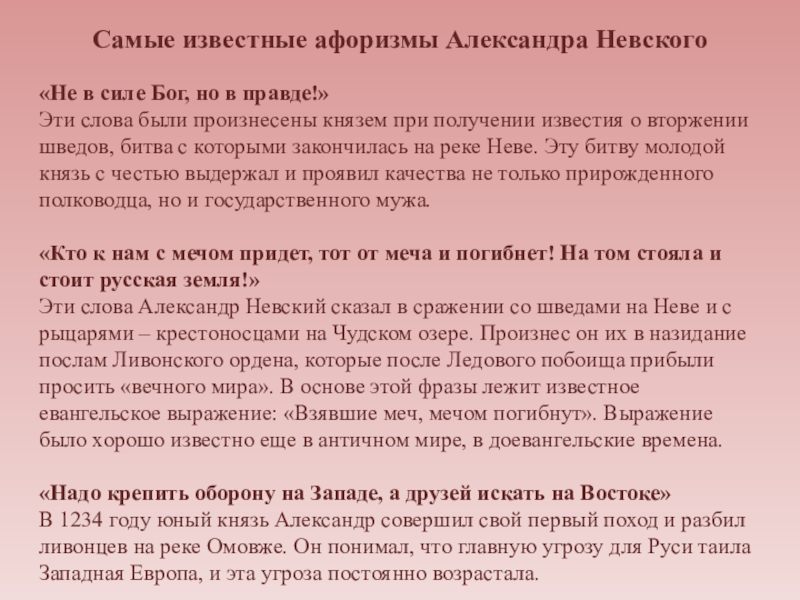 Самые известные афоризмы Александра Невского
«Не в силе Бог, но в правде!»
Эти слова были произнесены князем при получении известия о вторжении
шведов, битва с которыми закончилась на реке Неве. Эту битву молодой
князь с честью выдержал и проявил качества не только прирожденного
полководца, но и государственного мужа.
«Кто к нам с мечом придет, тот от меча и погибнет! На том стояла и
стоит русская земля!»
Эти слова Александр Невский сказал в сражении со шведами на Неве и с
рыцарями – крестоносцами на Чудском озере. Произнес он их в назидание
послам Ливонского ордена, которые после Ледового побоища прибыли
просить «вечного мира». В основе этой фразы лежит известное
евангельское выражение: «Взявшие меч, мечом погибнут». Выражение
было хорошо известно еще в античном мире, в доевангельские времена.
«Надо крепить оборону на Западе, а друзей искать на Востоке»
В 1234 году юный князь Александр совершил свой первый поход и разбил
ливонцев на реке Омовже. Он понимал, что главную угрозу для Руси таила
Западная Европа, и эта угроза постоянно возрастала.